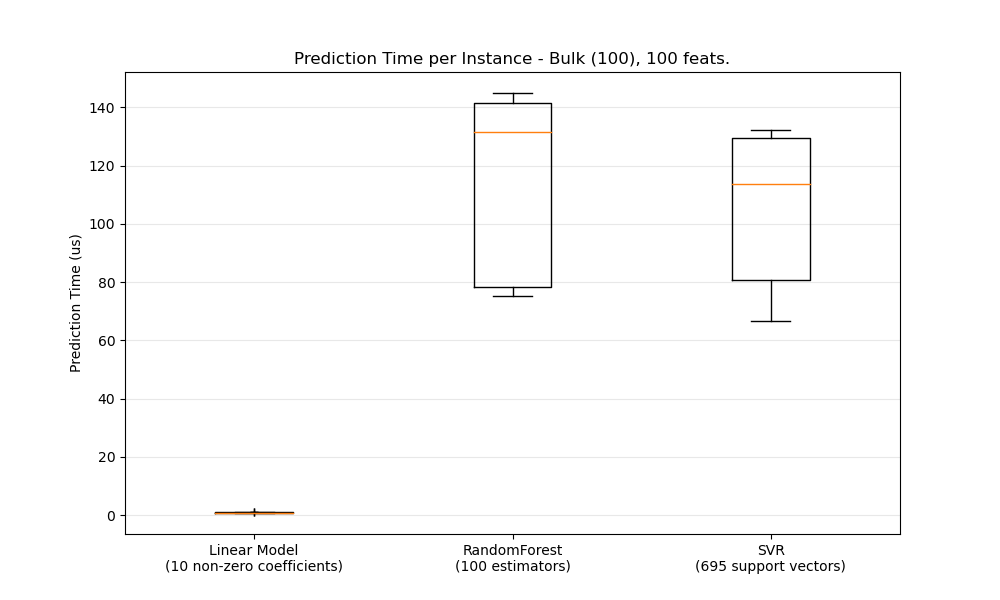 Prediction Time per Instance - Bulk (100), 100 feats.
Prediction Time (us)
140
120
100
80
60
40
20
0
Linear Model
(10 non-zero coefficients)
RandomForest
(100 estimators)
SVR
(695 support vectors)